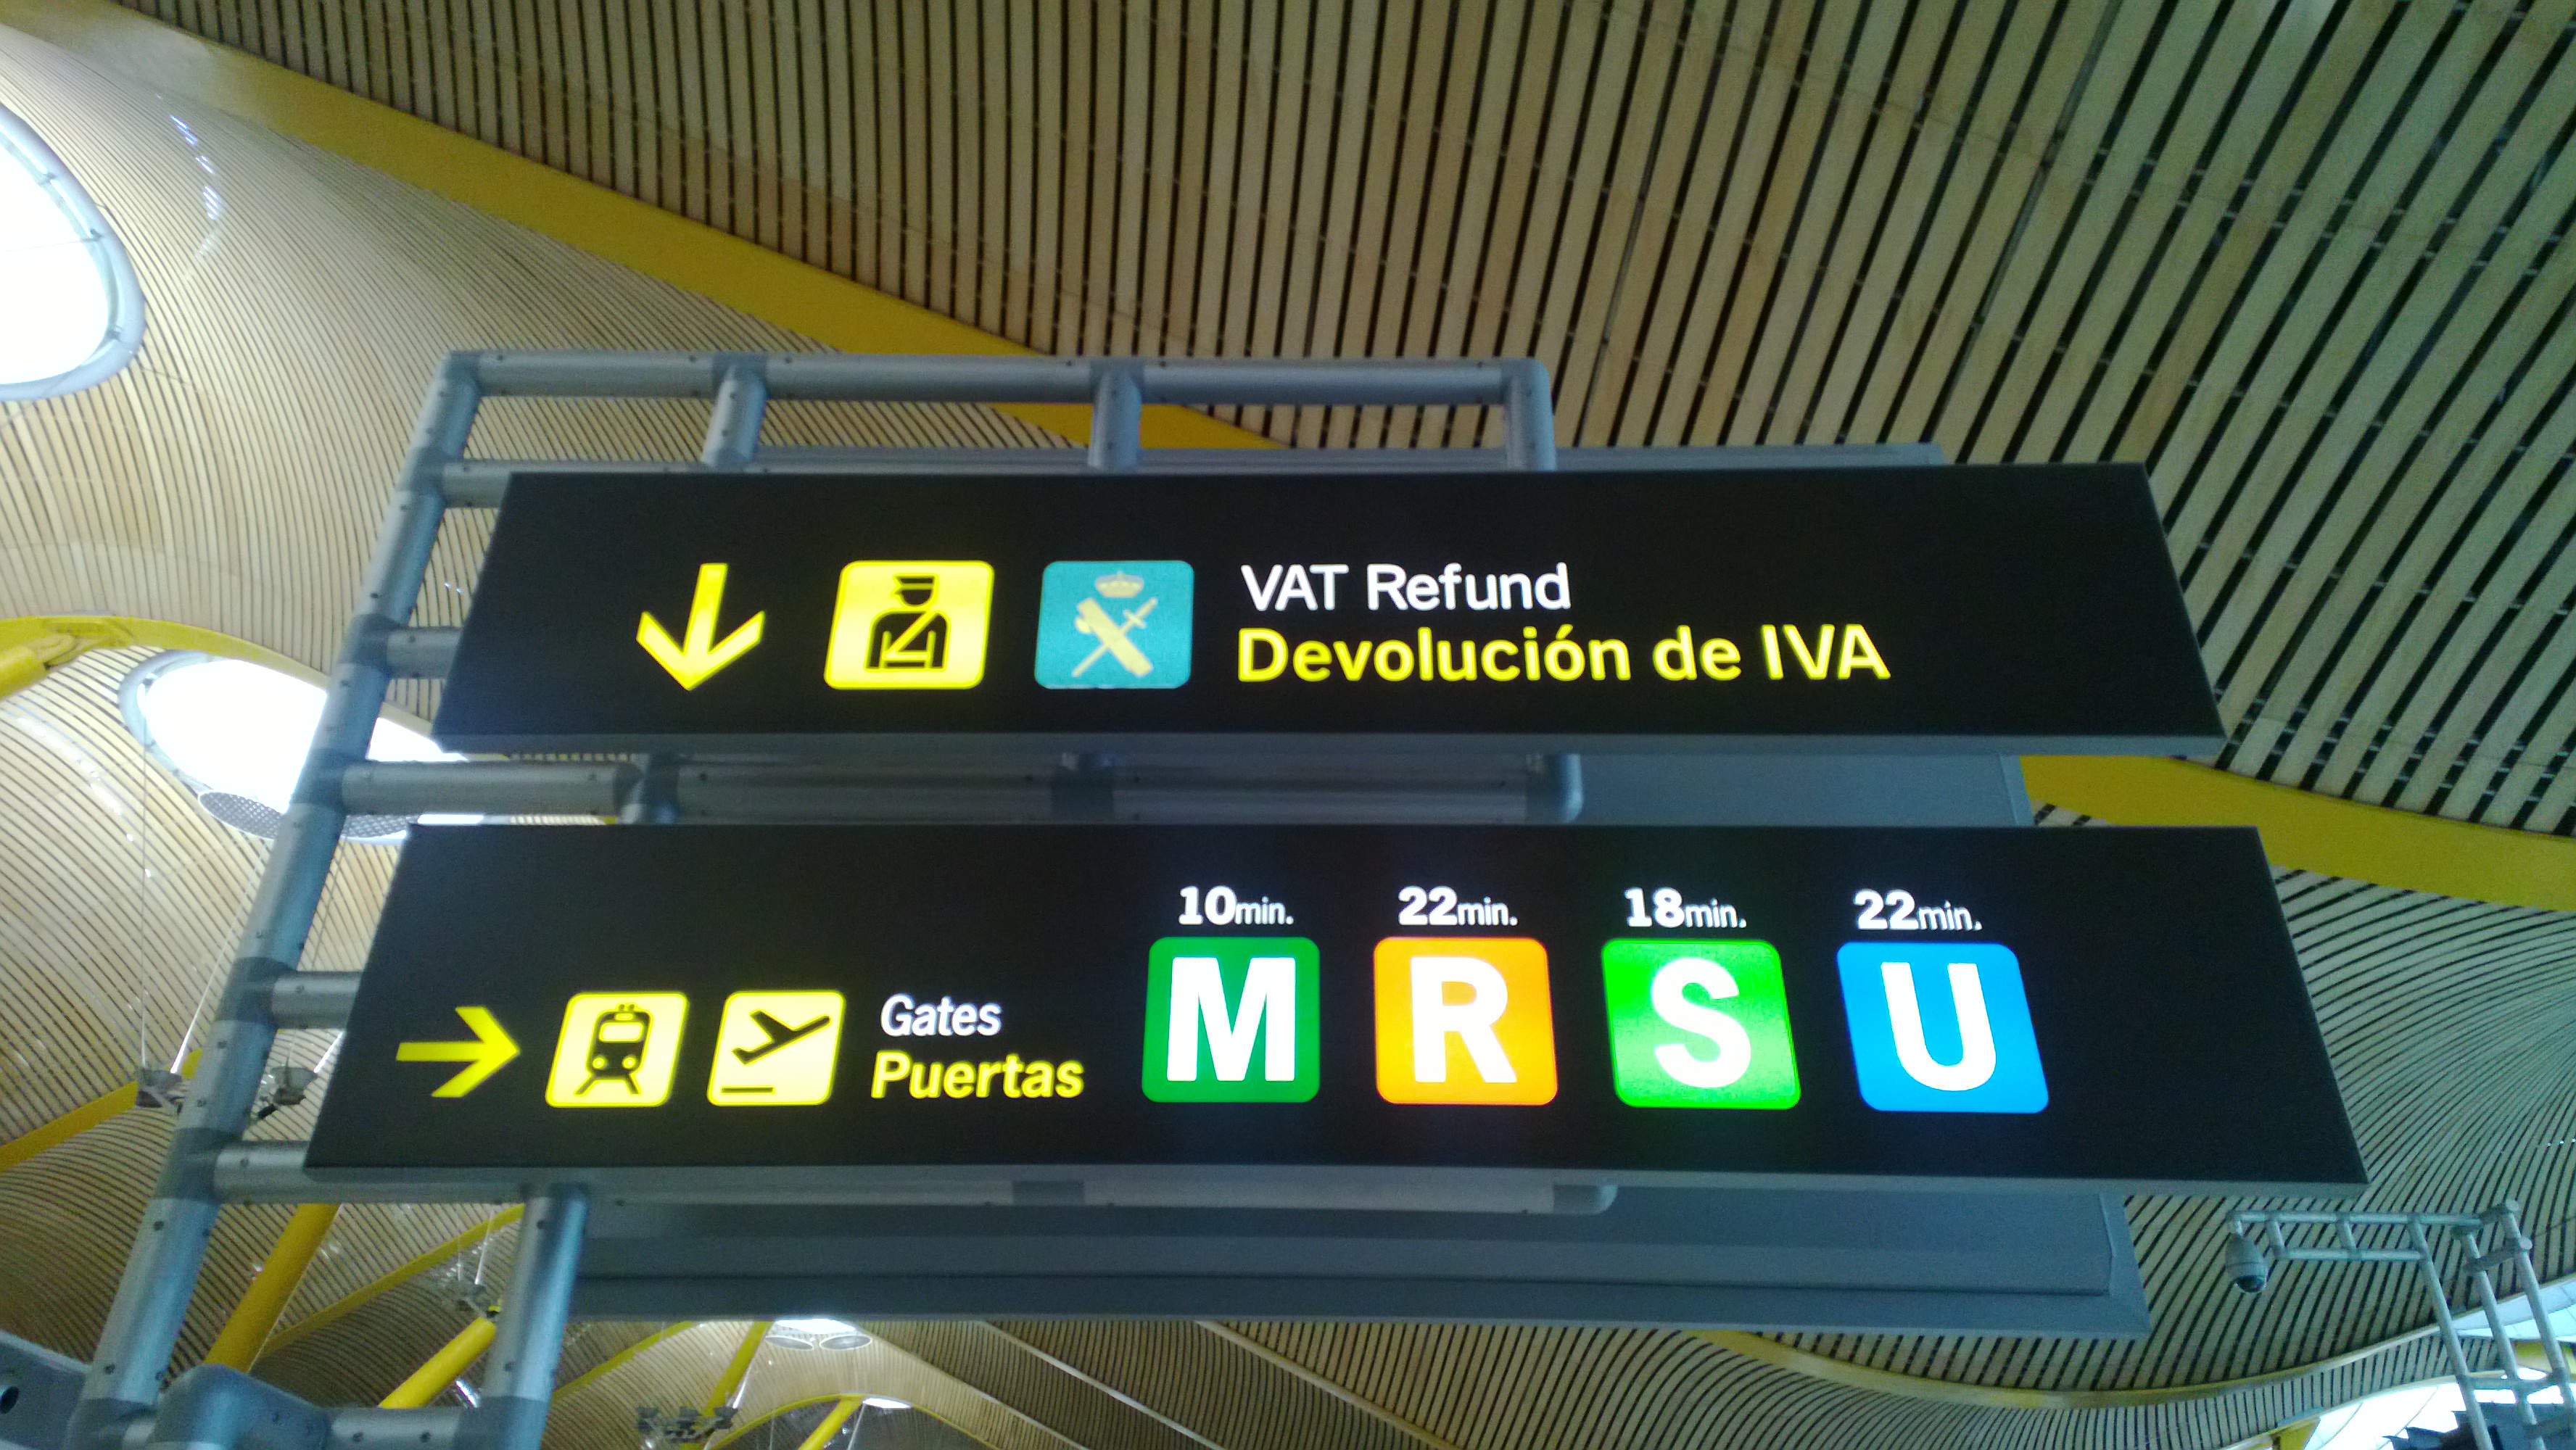 VAT Refund
Devolución de IVA
10min. 22min. 18min. 22min.
M R S U
Gates
Puertas